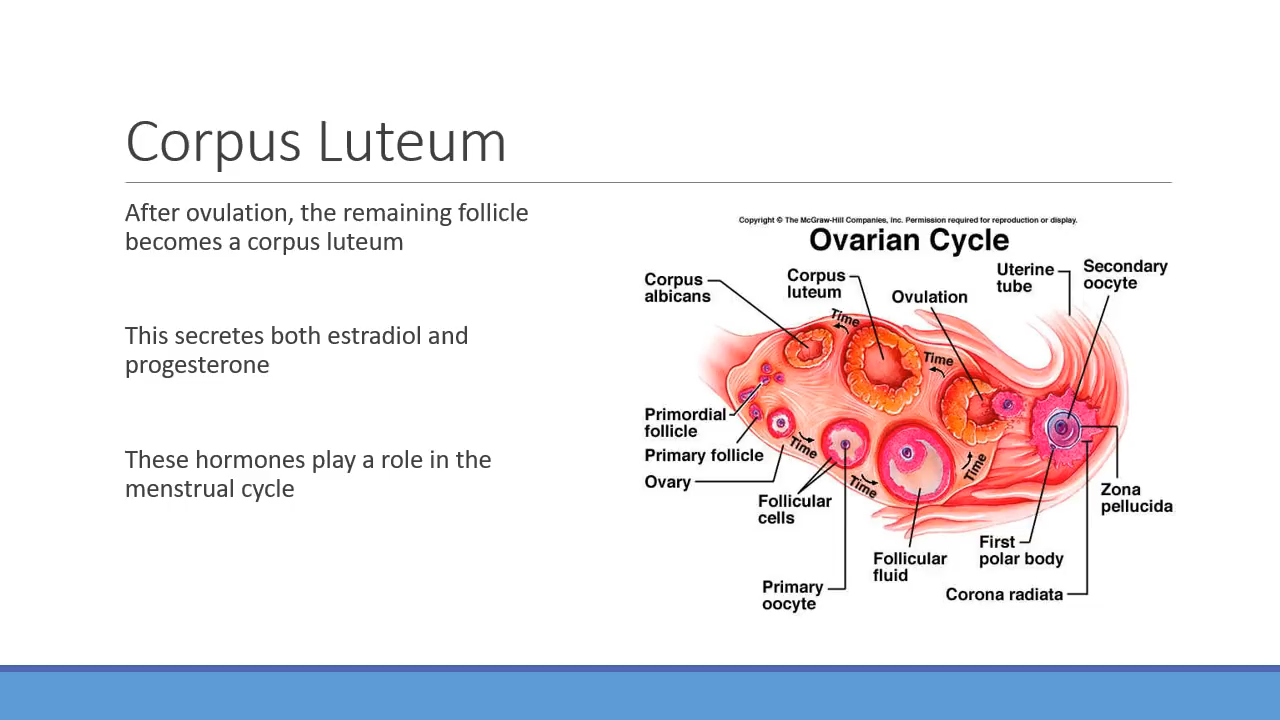 Corpus Luteum
After ovulation, the remaining follicle
becomes a corpus luteum
This secretes both estradiol and
progesterone
These hormones play a role in the
menstrual cycle
Copyright © The McGraw-Hill Companies, Inc. Permission required for reproduction or display.
Ovarian Cycle
Corpus
albicans
Corpus
luteum
Ovulation
Uterine
tube
Secondary
oocyte
Time
Time
Primordial
follicle
Primary follicle
Ovary
Time
Time
Time
Follicular
cells
Primary
oocyte
Follicular
fluid
First
polar body
Corona radiata
Zona
pellucida